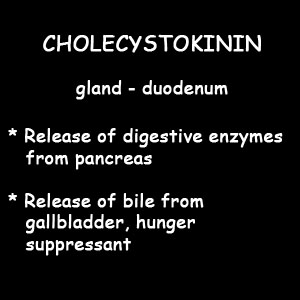 CHOLECYSTOKININ
gland - duodenum
* Release of digestive enzymes
from pancreas
* Release of bile from
gallbladder, hunger
suppressant